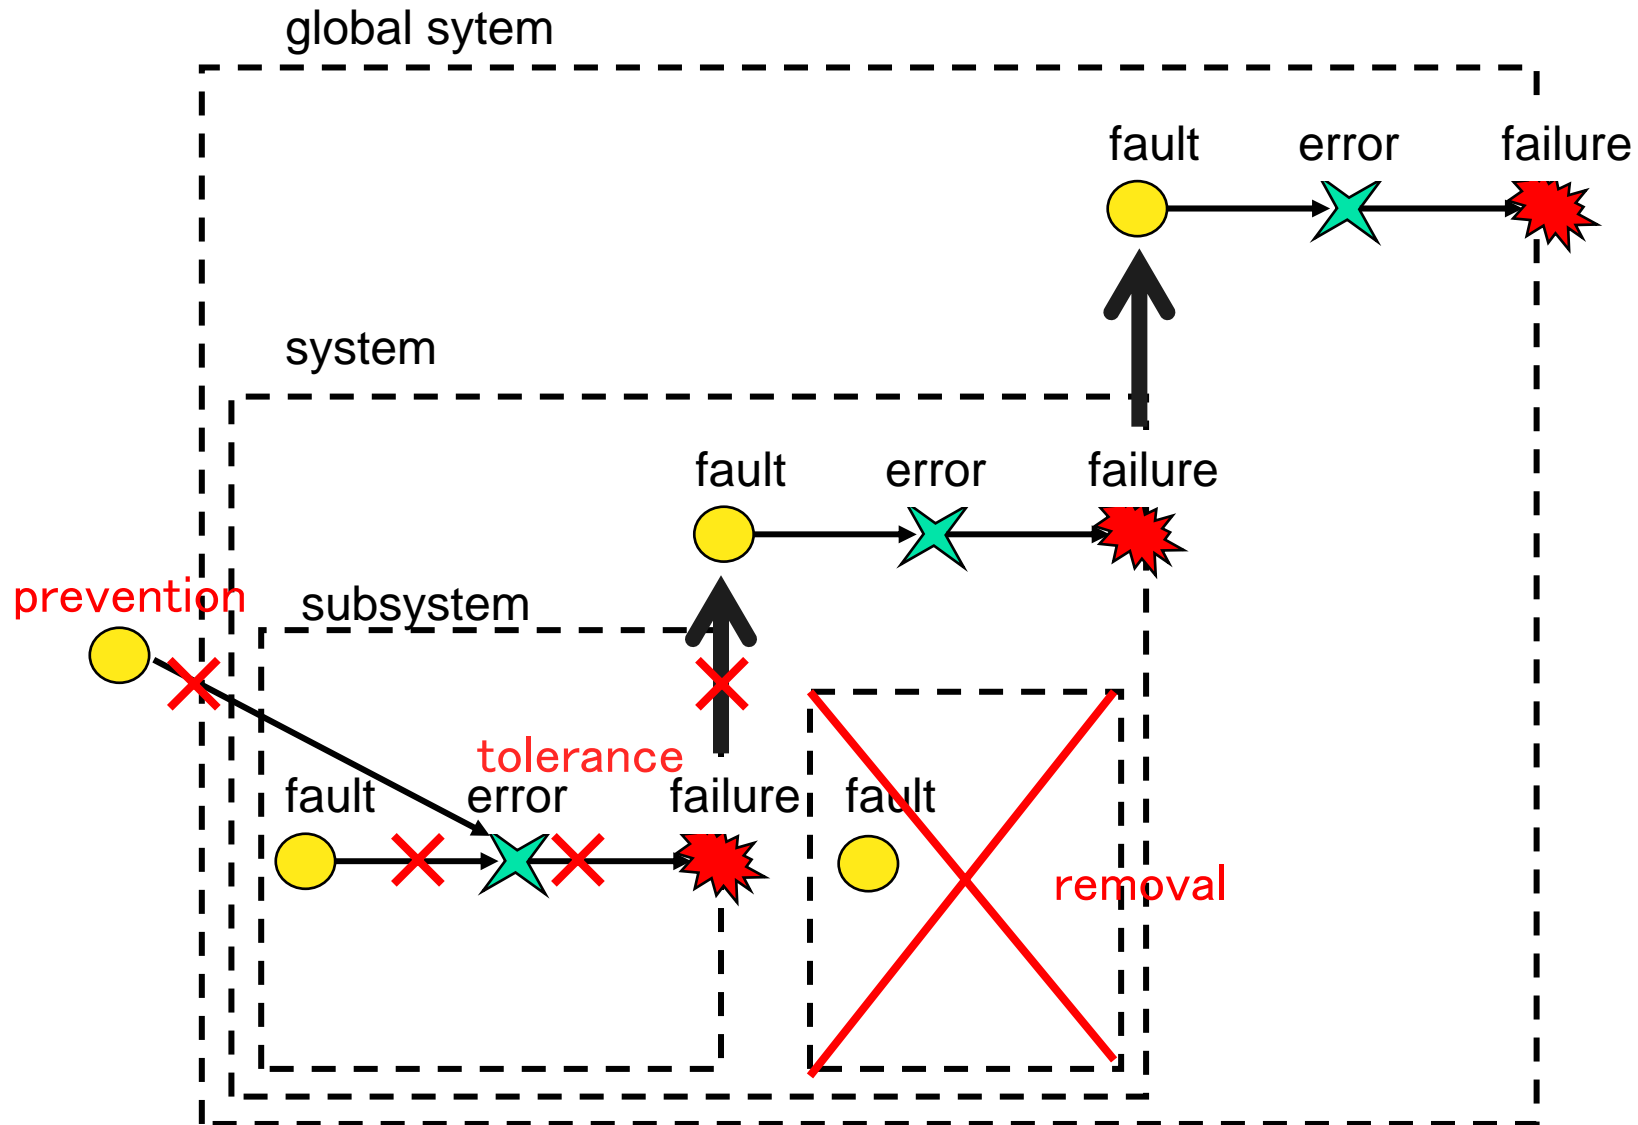 global sytem
fault error failure
system
fault error failure
prevention
subsystem
tolerance
fault error failure fault
removal